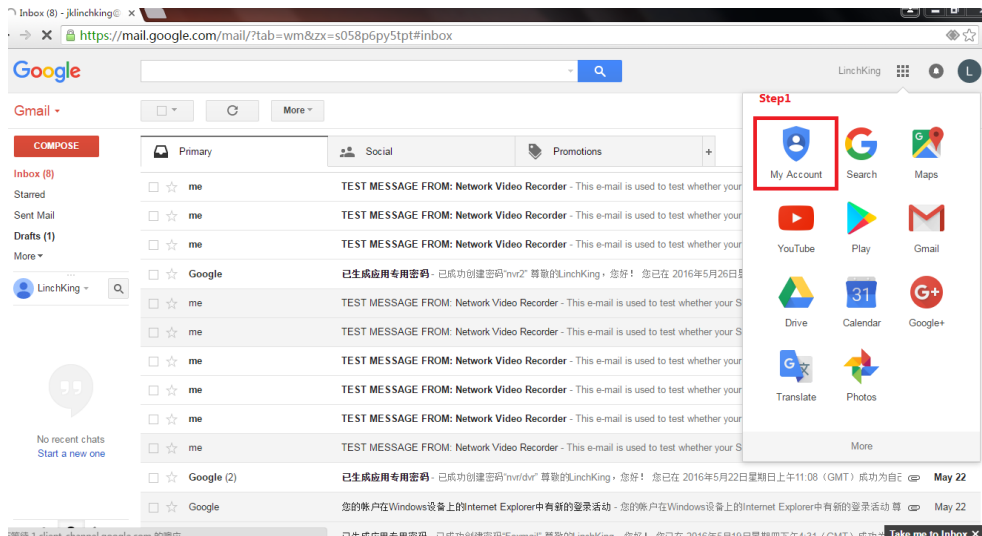 Inbox (8) - jklinchking@ ×
https://mail.google.com/mail/?tab=wm&zx=s058p6py5tpt#inbox
Google
LinchKing
L
Gmail
More
Step1
COMPOSE
Primary
Social
Promotions
+
My Account
Search
Maps
YouTube
Play
Gmail
Drive
31
Calendar
G+
Google+
Translate
Photos
More
Inbox (8)
Starred
Sent Mail
Drafts (1)
More
LinchKing
No recent chats
Start a new one
me TEST MESSAGE FROM: Network Video Recorder - This e-mail is used to test whether your
me TEST MESSAGE FROM: Network Video Recorder - This e-mail is used to test whether your
me TEST MESSAGE FROM: Network Video Recorder - This e-mail is used to test whether your
Google 已生成应用专用密码 - 已成功创建密码“nvr2” 尊敬的LinchKing，您好！ 您已在 2016年5月26日
me TEST MESSAGE FROM: Network Video Recorder - This e-mail is used to test whether your S
me TEST MESSAGE FROM: Network Video Recorder - This e-mail is used to test whether your S
me TEST MESSAGE FROM: Network Video Recorder - This e-mail is used to test whether your
me TEST MESSAGE FROM: Network Video Recorder - This e-mail is used to test whether your
me TEST MESSAGE FROM: Network Video Recorder - This e-mail is used to test whether your
me TEST MESSAGE FROM: Network Video Recorder - This e-mail is used to test whether your S
Google (2) 已生成应用专用密码 - 已成功创建密码“nvr/dvr” 尊敬的LinchKing，您好！ 您已在 2016年5月22日星期日上午11:08（GMT）成功为自 May 22
Google 您的帐户在Windows设备上的Internet Explorer中有新的登录活动 - 您的帐户在Windows设备上的Internet Explorer中有新的登录活动 尊 May 22
Take me to Inbox ×